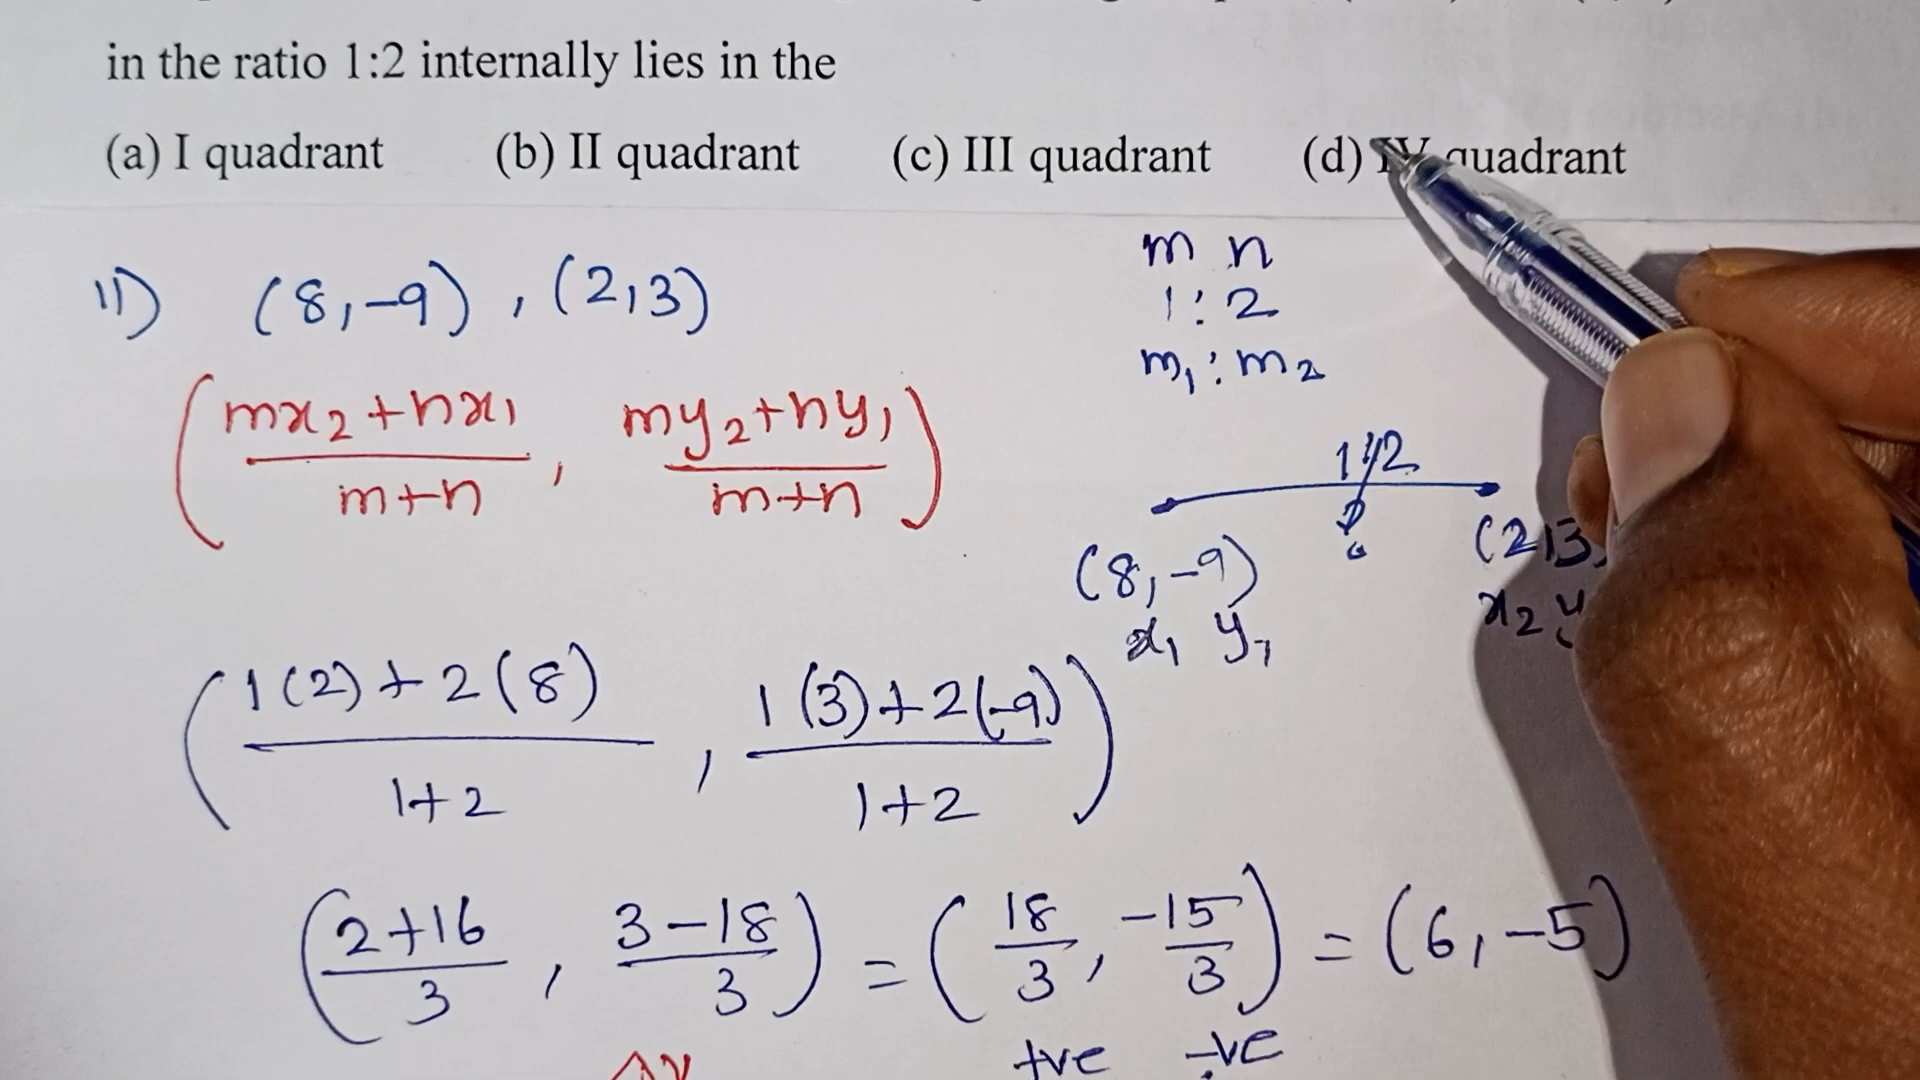 in the ratio 1:2 internally lies in the
(a) I quadrant (b) II quadrant (c) III quadrant (d) IV quadrant
11) (8,-9) , (2,3)
m n
1:2
m₁:m₂
(mx₂+nx₁/m+n , my₂+ny₁/m+n)
1:2
(8,-9) (2,3
x₁ y₁ x₂ y
(1(2)+2(8)/1+2 , 1(3)+2(-9)/1+2)
(2+16/3 , 3-18/3) = (18/3 , -15/3) = (6,-5)
+ve -ve